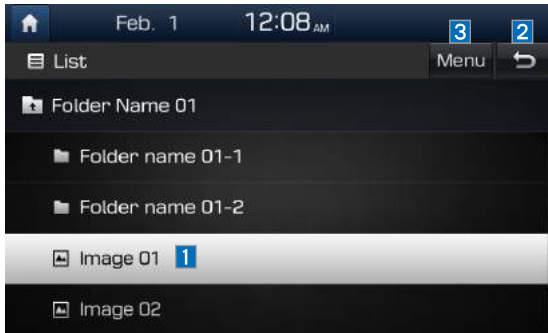 Feb. 1 12:08 AM
3 2
List Menu
Folder Name 01
Folder name 01-1
Folder name 01-2
Image 01 1
Image 02